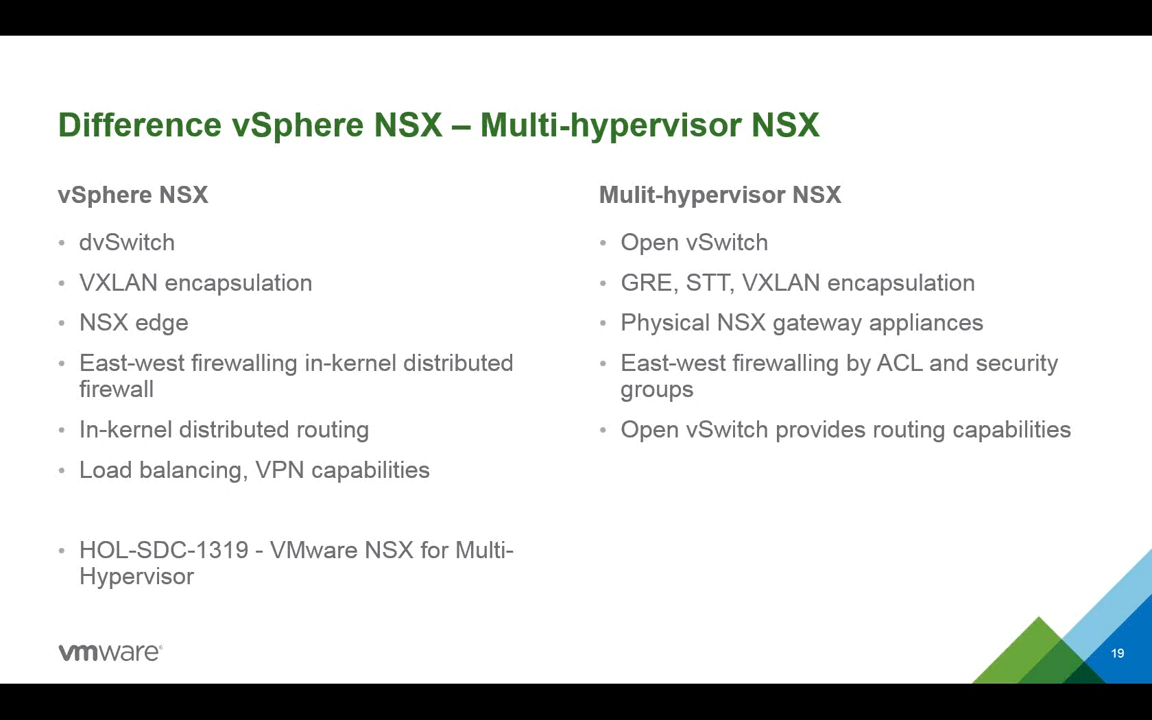 Difference vSphere NSX – Multi-hypervisor NSX
vSphere NSX
• dvSwitch
• VXLAN encapsulation
• NSX edge
• East-west firewalling in-kernel distributed
firewall
• In-kernel distributed routing
• Load balancing, VPN capabilities
• HOL-SDC-1319 - VMware NSX for Multi-
Hypervisor
Mulit-hypervisor NSX
• Open vSwitch
• GRE, STT, VXLAN encapsulation
• Physical NSX gateway appliances
• East-west firewalling by ACL and security
groups
• Open vSwitch provides routing capabilities
vmware®
19